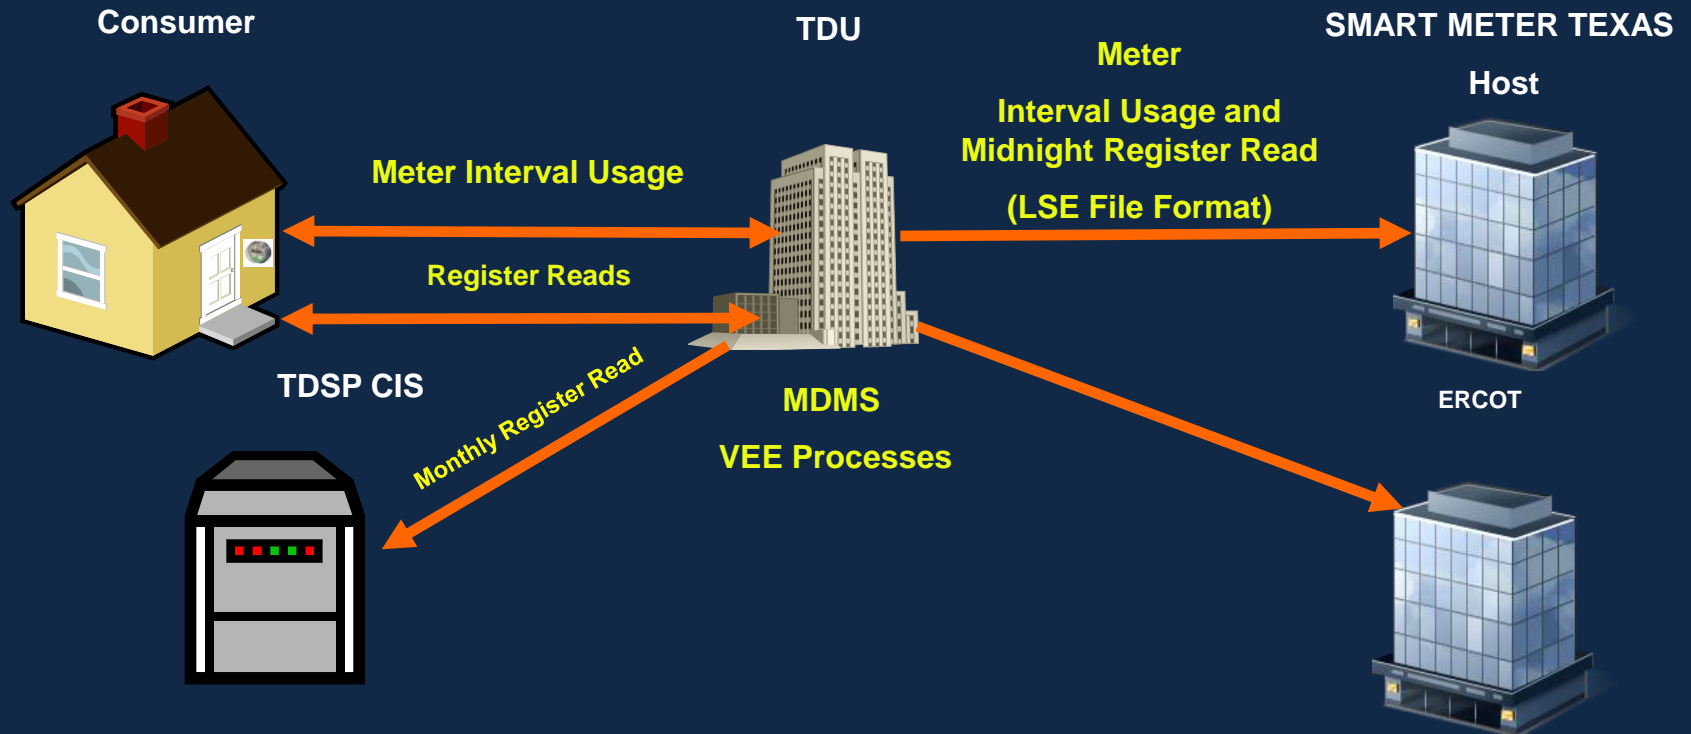 Consumer
TDU
SMART METER TEXAS
Host
Meter
Interval Usage and
Midnight Register Read
(LSE File Format)
Meter Interval Usage
Register Reads
TDSP CIS
Monthly Register Read
MDMS
VEE Processes
ERCOT